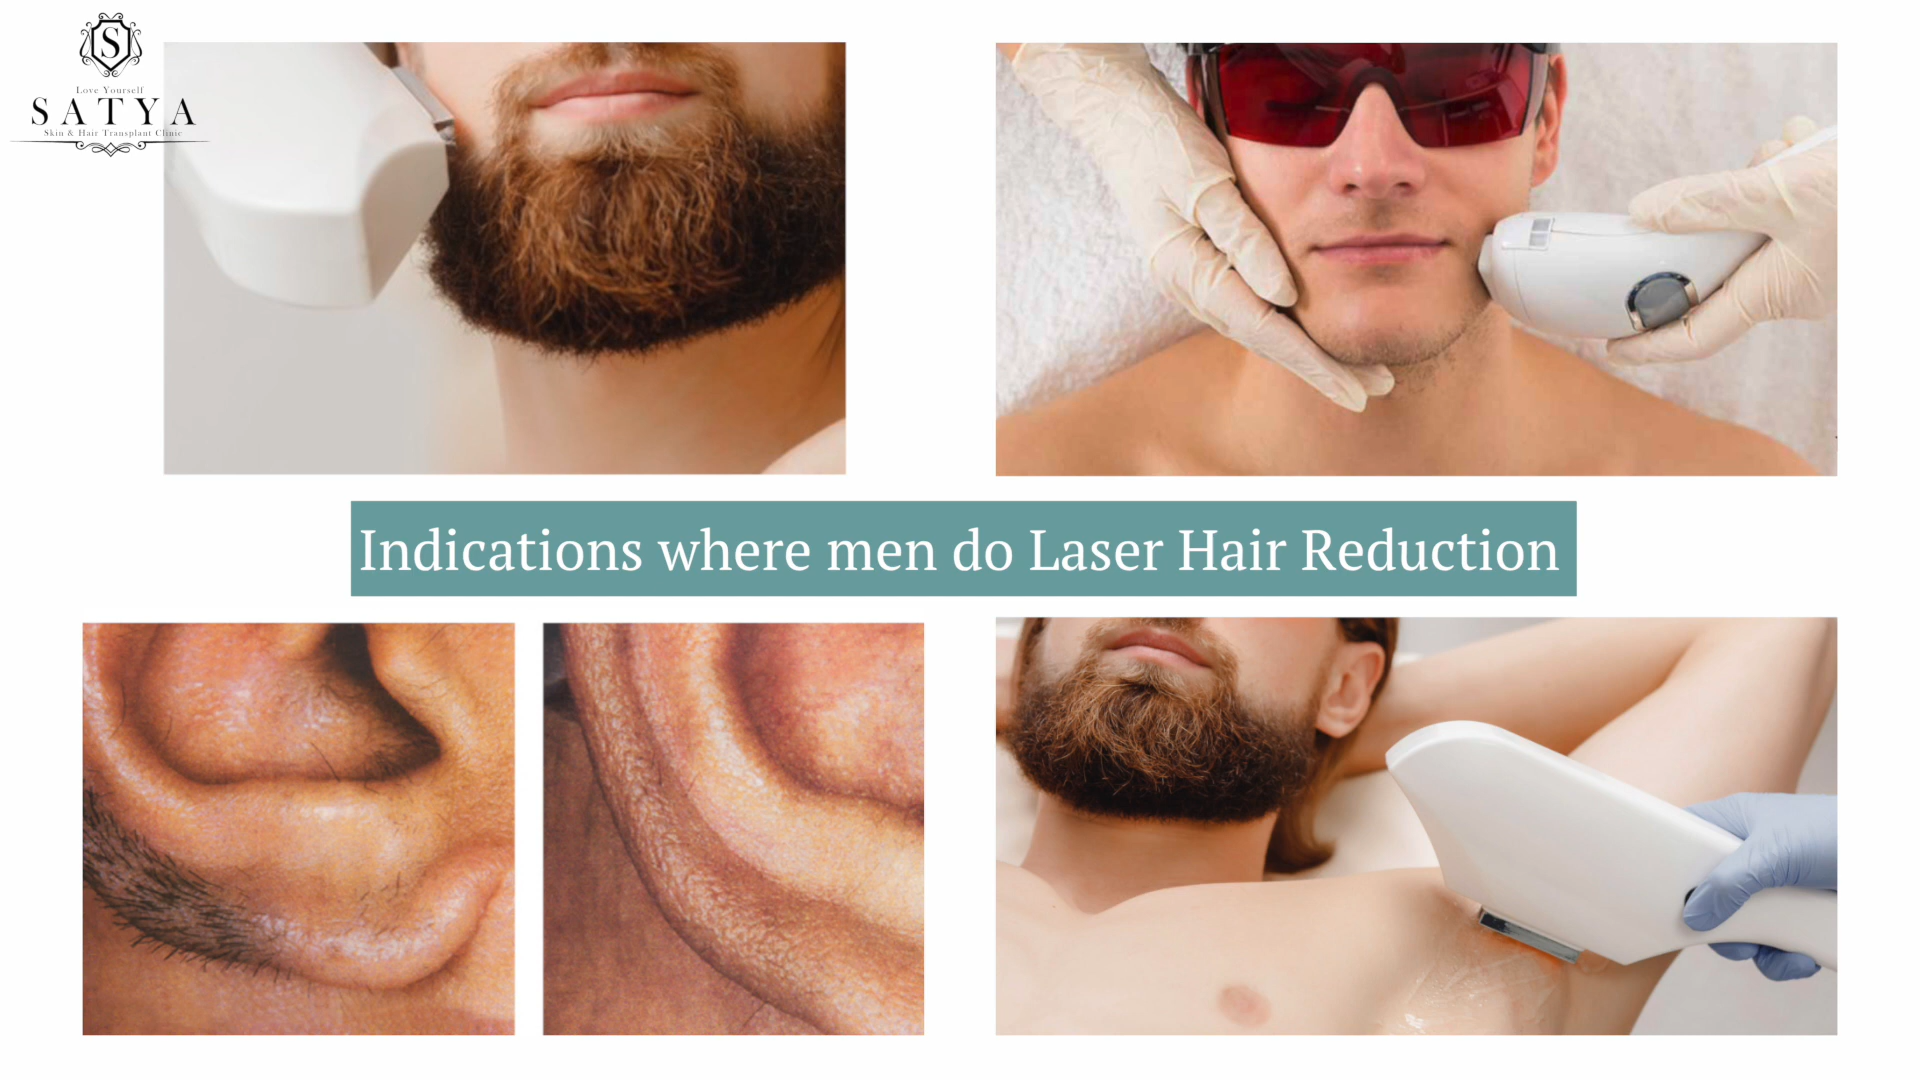 S
Love Yourself
SATYA
Skin & Hair Transplant Clinic
Indications where men do Laser Hair Reduction